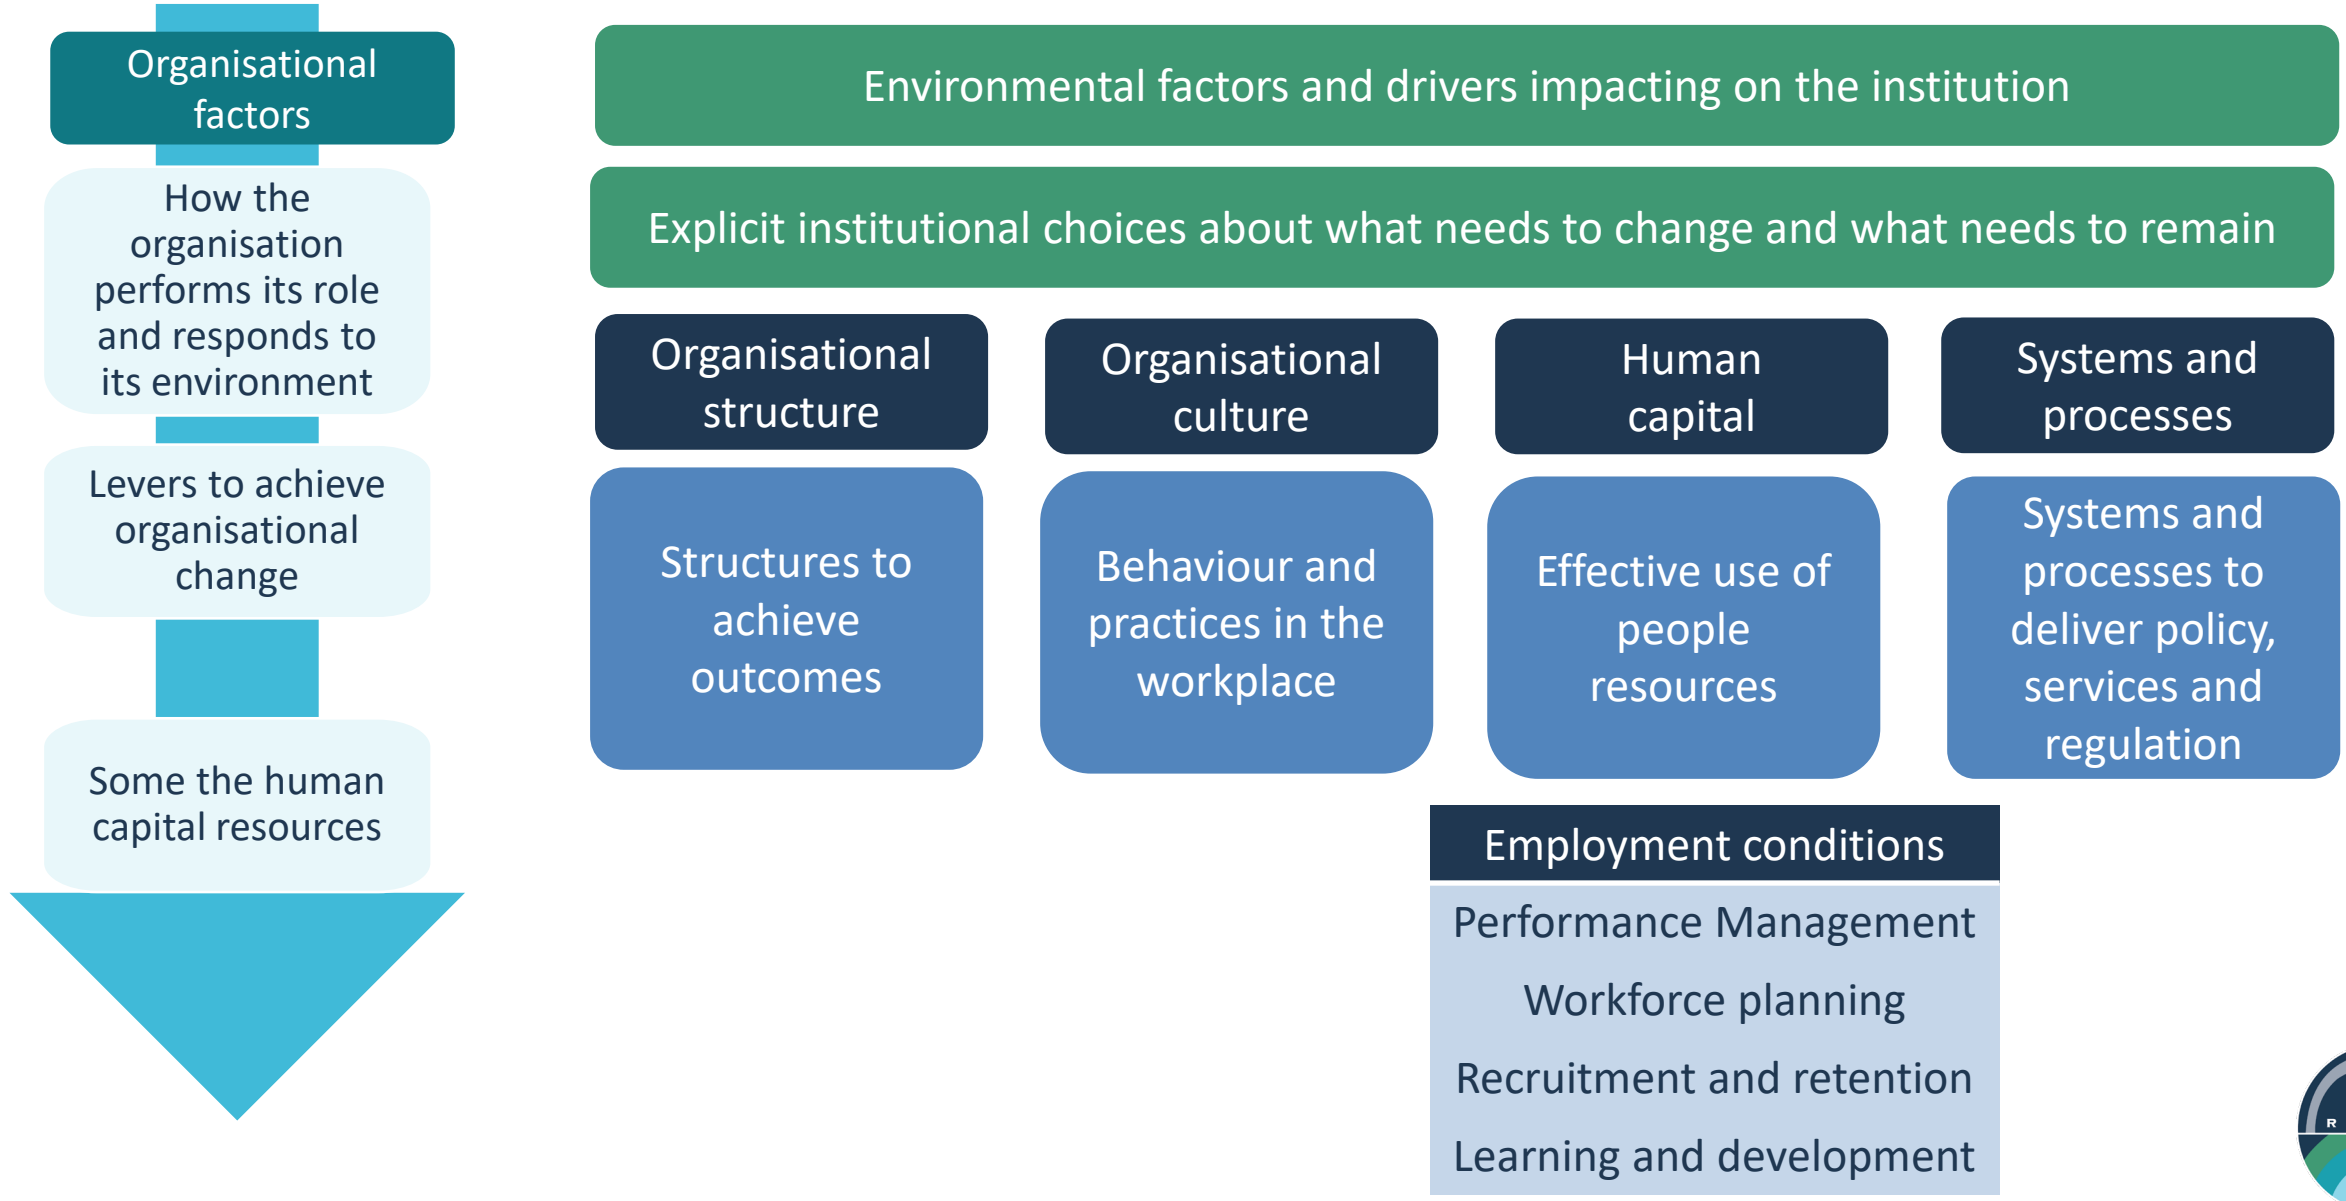 Organisational
factors
How the
organisation
performs its role
and responds to
its environment
Levers to achieve
organisational
change
Some the human
capital resources
Environmental factors and drivers impacting on the institution
Explicit institutional choices about what needs to change and what needs to remain
Organisational
structure
Structures to
achieve
outcomes
Organisational
culture
Behaviour and
practices in the
workplace
Human
capital
Effective use of
people
resources
Systems and
processes
Systems and
processes to
deliver policy,
services and
regulation
Employment conditions
Performance Management
Workforce planning
Recruitment and retention
Learning and development
R